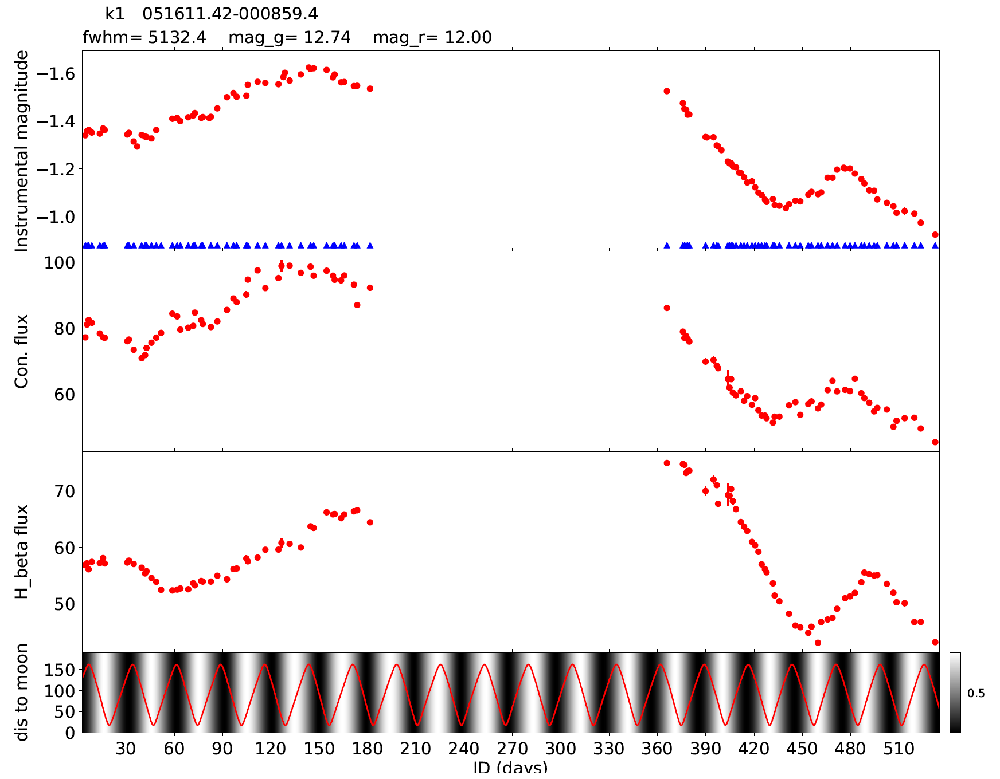 k1 051611.42-000859.4
fwhm= 5132.4 mag_g= 12.74 mag_r= 12.00
Instrumental magnitude
−1.6
−1.4
−1.2
−1.0
Con. flux
100
80
60
H_beta flux
70
60
50
dis to moon
150
100
50
0
0.5
30 60 90 120 150 180 210 240 270 300 330 360 390 420 450 480 510
JD (days)